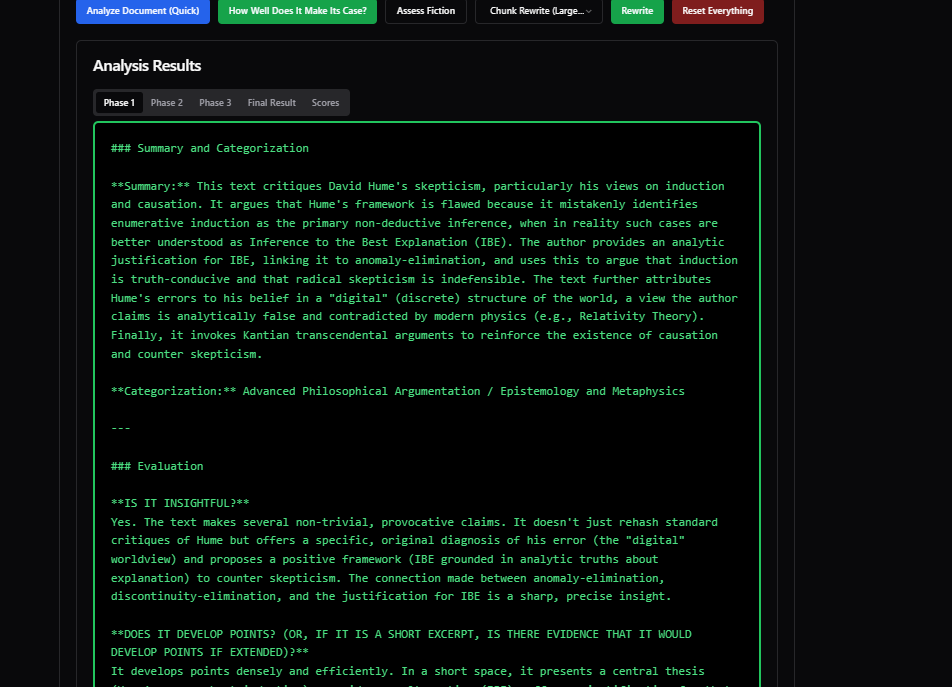 Analyze Document (Quick)
How Well Does It Make Its Case?
Assess Fiction
Chunk Rewrite (Large...
Rewrite
Reset Everything
Analysis Results
Phase 1
Phase 2
Phase 3
Final Result
Scores
### Summary and Categorization
**Summary:** This text critiques David Hume's skepticism, particularly his views on induction
and causation. It argues that Hume's framework is flawed because it mistakenly identifies
enumerative induction as the primary non-deductive inference, when in reality such cases are
better understood as Inference to the Best Explanation (IBE). The author provides an analytic
justification for IBE, linking it to anomaly-elimination, and uses this to argue that induction
is truth-conducive and that radical skepticism is indefensible. The text further attributes
Hume's errors to his belief in a "digital" (discrete) structure of the world, a view the author
claims is analytically false and contradicted by modern physics (e.g., Relativity Theory).
Finally, it invokes Kantian transcendental arguments to reinforce the existence of causation
and counter skepticism.
**Categorization:** Advanced Philosophical Argumentation / Epistemology and Metaphysics
---
### Evaluation
**IS IT INSIGHTFUL?**
Yes. The text makes several non-trivial, provocative claims. It doesn't just rehash standard
critiques of Hume but offers a specific, original diagnosis of his error (the "digital"
worldview) and proposes a positive framework (IBE grounded in analytic truths about
explanation) to counter skepticism. The connection made between anomaly-elimination,
discontinuity-elimination, and the justification for IBE is a sharp, precise insight.
**DOES IT DEVELOP POINTS? (OR, IF IT IS A SHORT EXCERPT, IS THERE EVIDENCE THAT IT WOULD
DEVELOP POINTS IF EXTENDED)?**
It develops points densely and efficiently. In a short space, it presents a central thesis